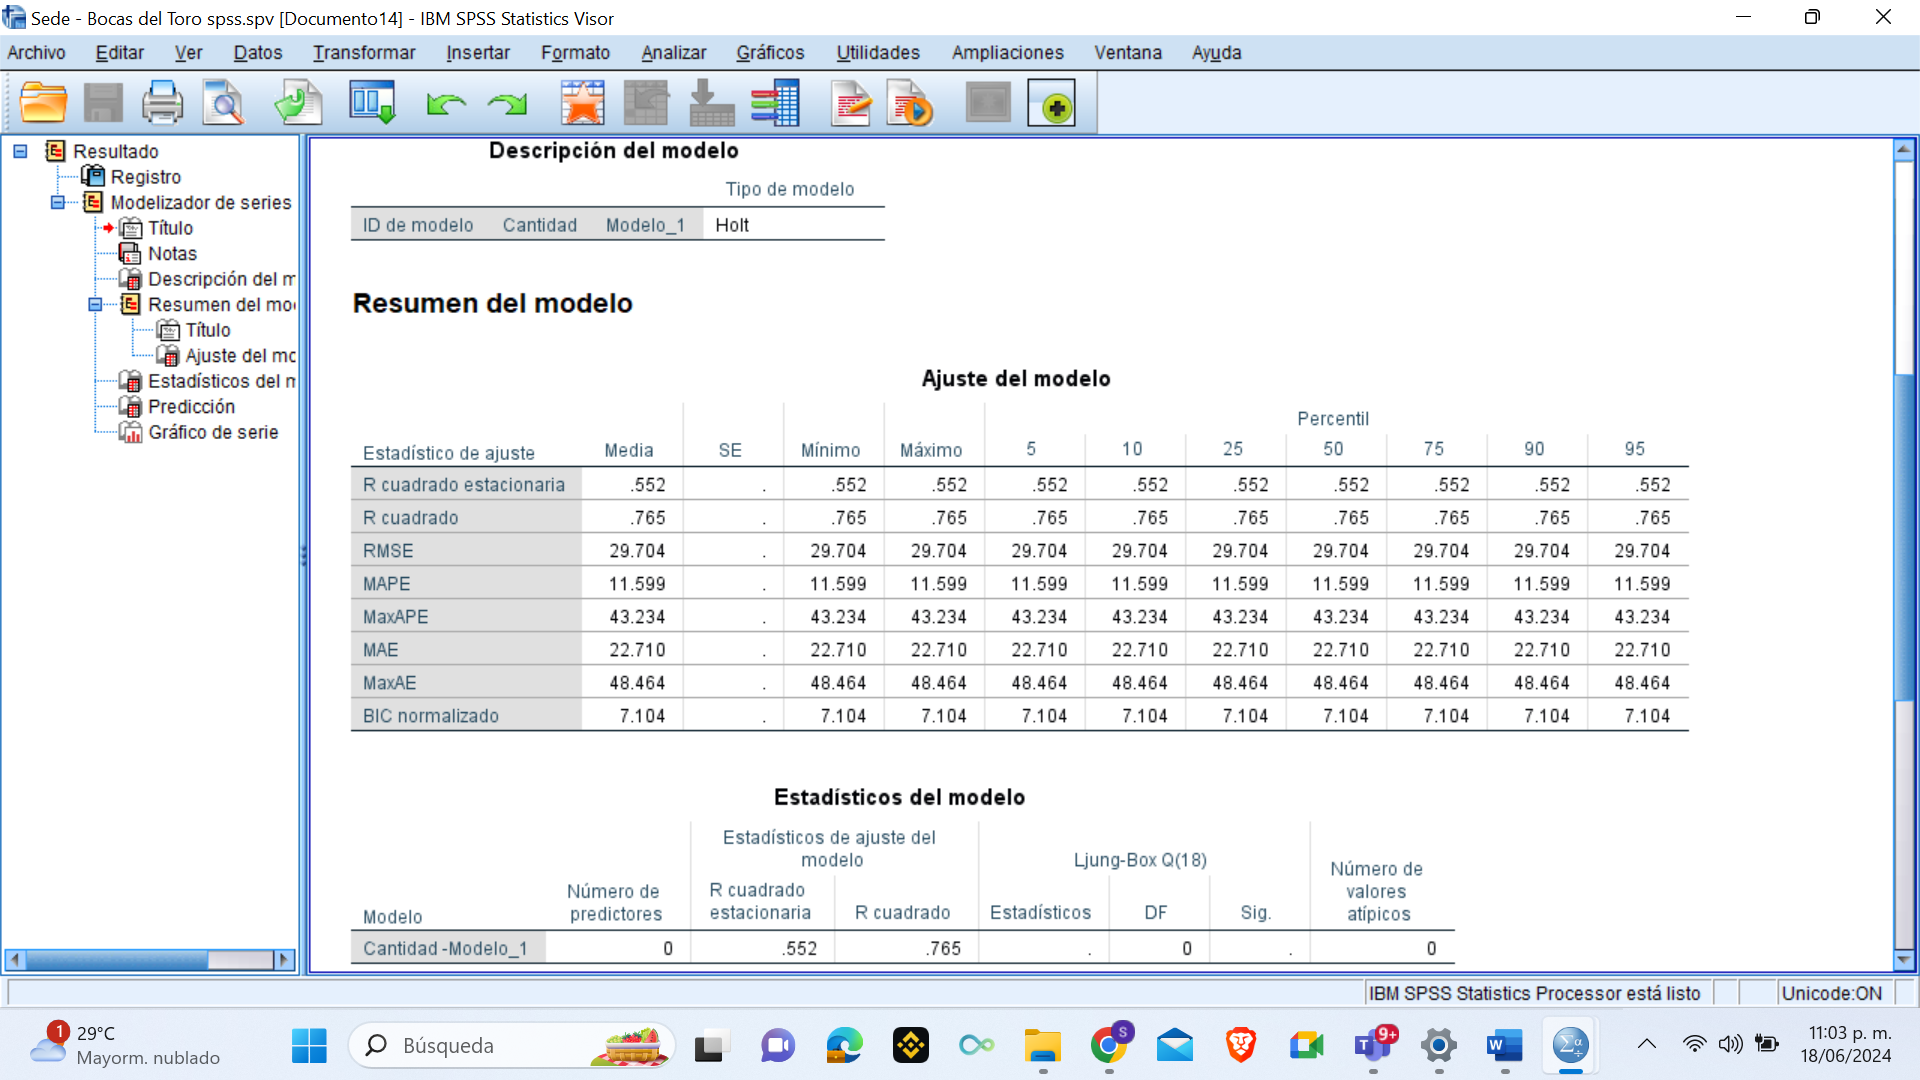 Sede - Bocas del Toro spss.spv [Documento14] - IBM SPSS Statistics Visor
Archivo Editar Ver Datos Transformar Insertar Formato Analizar Gráficos Utilidades Ampliaciones Ventana Ayuda
Resultado
Registro
Modelizador de series
Título
Notas
Descripción del m
Resumen del mo
Título
Ajuste del mo
Estadísticos del m
Predicción
Gráfico de serie
Descripción del modelo
Tipo de modelo
ID de modelo Cantidad Modelo_1 Holt
Resumen del modelo
Ajuste del modelo
Percentil
Estadístico de ajuste Media SE Mínimo Máximo 5 10 25 50 75 90 95
R cuadrado estacionaria .552 . .552 .552 .552 .552 .552 .552 .552 .552 .552
R cuadrado .765 . .765 .765 .765 .765 .765 .765 .765 .765 .765
RMSE 29.704 . 29.704 29.704 29.704 29.704 29.704 29.704 29.704 29.704 29.704
MAPE 11.599 . 11.599 11.599 11.599 11.599 11.599 11.599 11.599 11.599 11.599
MaxAPE 43.234 . 43.234 43.234 43.234 43.234 43.234 43.234 43.234 43.234 43.234
MAE 22.710 . 22.710 22.710 22.710 22.710 22.710 22.710 22.710 22.710 22.710
MaxAE 48.464 . 48.464 48.464 48.464 48.464 48.464 48.464 48.464 48.464 48.464
BIC normalizado 7.104 . 7.104 7.104 7.104 7.104 7.104 7.104 7.104 7.104 7.104
Estadísticos del modelo
Estadísticos de ajuste del
modelo
Ljung-Box Q(18)
Modelo
Número de
predictores
R cuadrado
estacionaria
R cuadrado
Estadísticos
DF
Sig.
Número de
valores
atípicos
Cantidad -Modelo_1 0 .552 .765 . 0 . 0
IBM SPSS Statistics Processor está listo
Unicode:ON
1
29°C
Mayorm. nublado
Búsqueda
S
9+
11:03 p. m.
18/06/2024